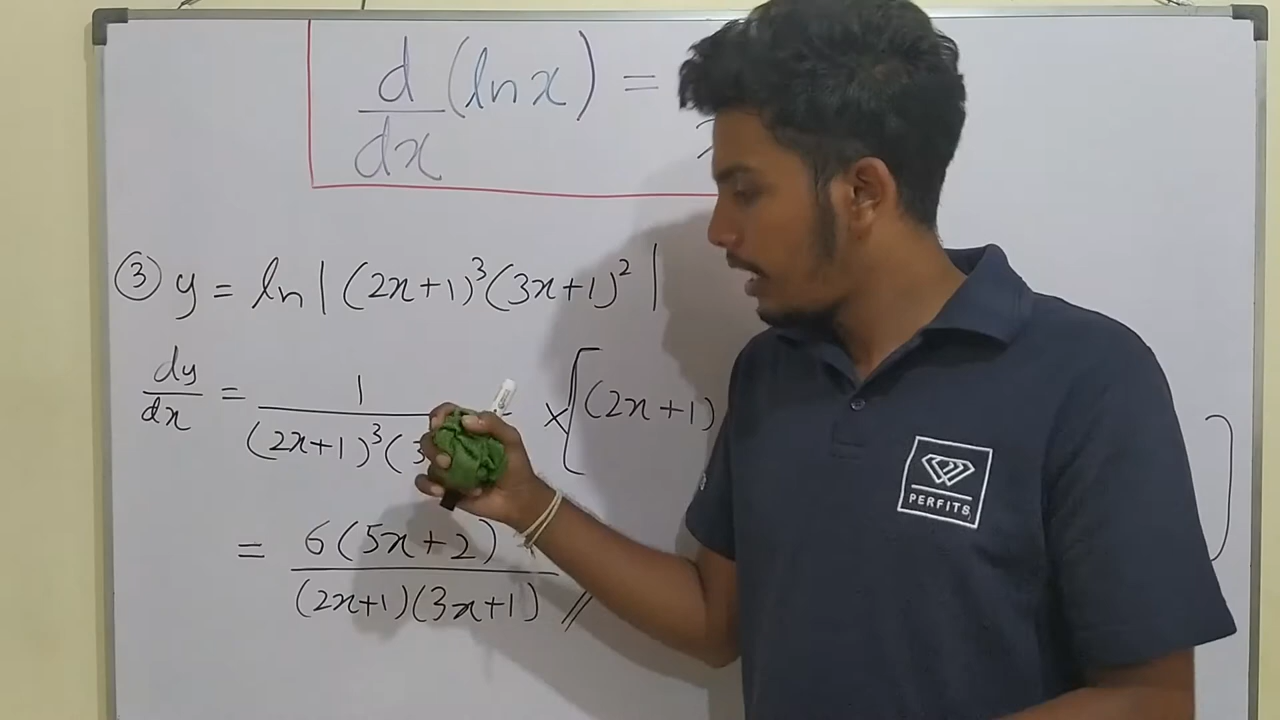 d/dx (ln x) =
③ y = ln | (2x+1)³(3x+1)² |
dy/dx = 1/(2x+1)³(3 × [(2x+1)
= 6(5x+2)/(2x+1)(3x+1) //
PERFITS